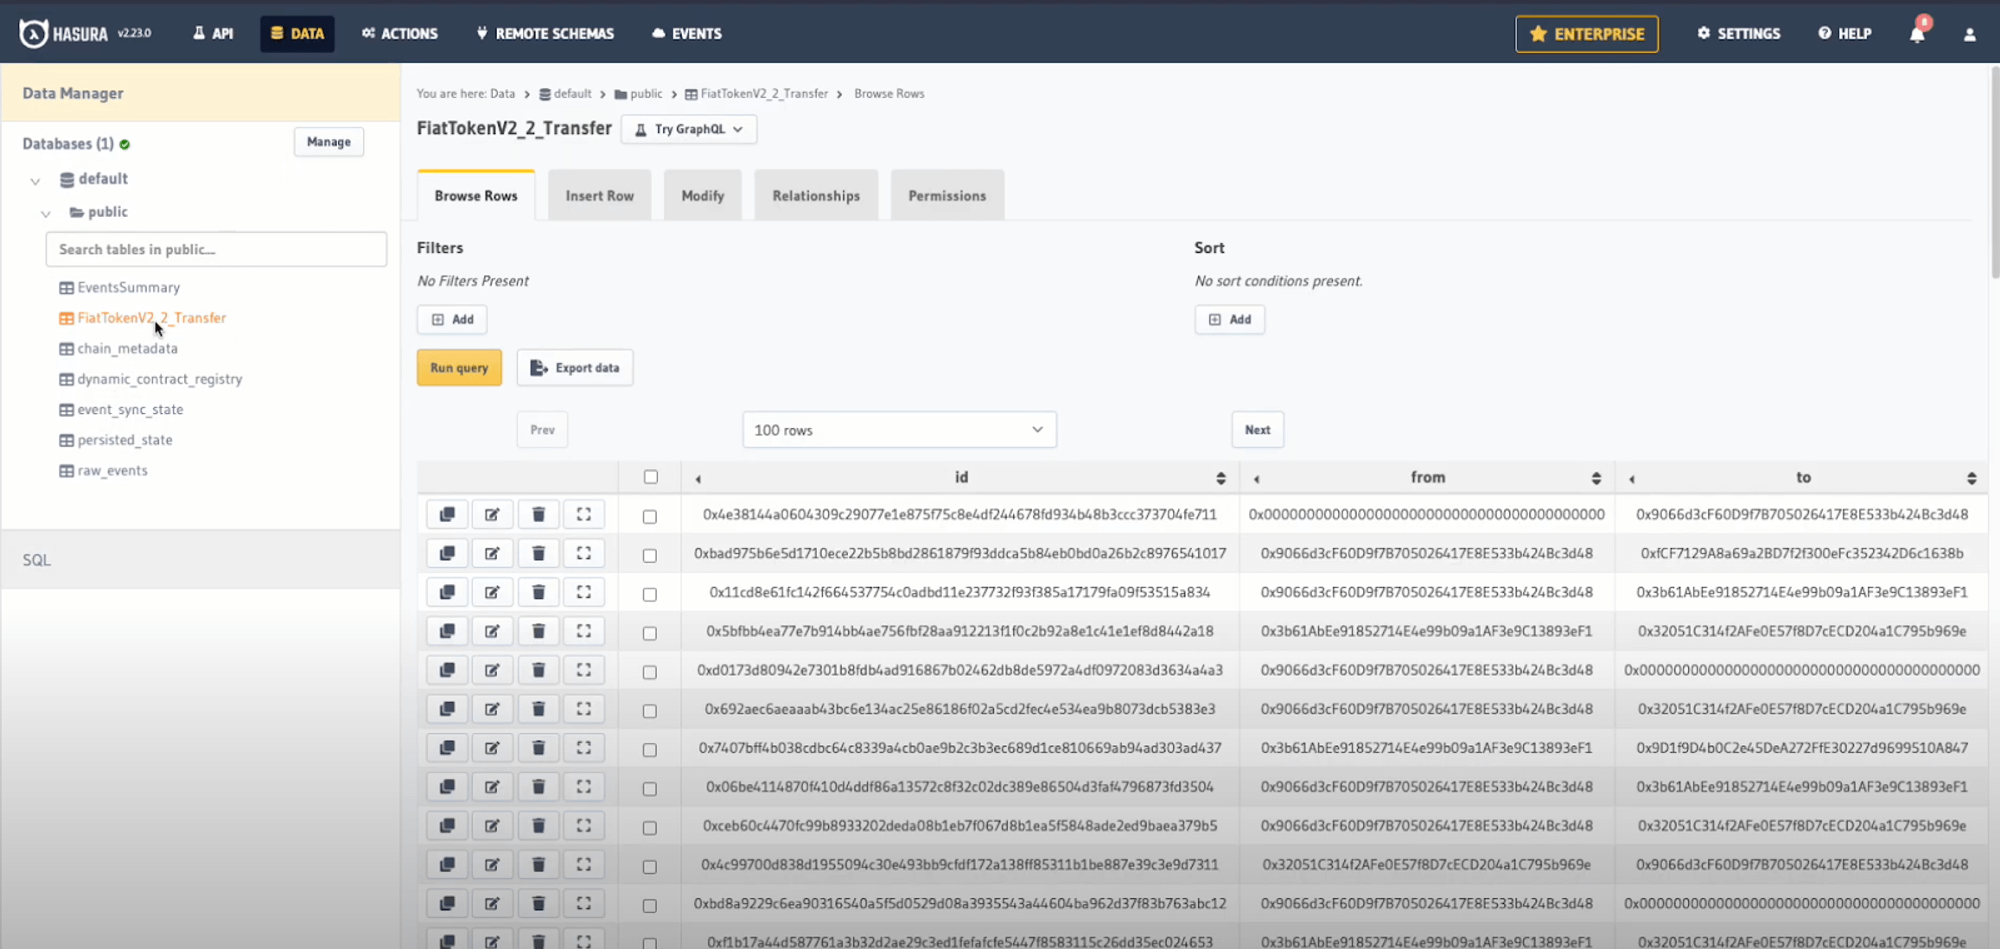 HASURA v2.23.0 API DATA ACTIONS REMOTE SCHEMAS EVENTS ENTERPRISE SETTINGS HELP 8
Data Manager
Databases (1) Manage
default
public
Search tables in public....
EventsSummary
FiatTokenV2_2_Transfer
chain_metadata
dynamic_contract_registry
event_sync_state
persisted_state
raw_events
SQL
You are here: Data > default > public > FiatTokenV2_2_Transfer > Browse Rows
FiatTokenV2_2_Transfer Try GraphQL
Browse Rows Insert Row Modify Relationships Permissions
Filters Sort
No Filters Present No sort conditions present.
Add Add
Run query Export data
Prev 100 rows Next
id from to
0x4e38144a0604309c29077e1e875f75c8e4df244678fd934b48b3ccc373704fe711 0x0000000000000000000000000000000000000000 0x9066d3cF60D9f7B705026417E8E533b424Bc3d48
0xbad975b6e5d1710ece22b5b8bd2861879f93ddca5b84eb0bd0a26b2c8976541017 0x9066d3cF60D9f7B705026417E8E533b424Bc3d48 0xfCF7129A8a69a2BD7f2f300eFc352342D6c1638b
0x11cd8e61fc142f664537754c0adbd11e237732f93f385a17179fa09f53515a834 0x9066d3cF60D9f7B705026417E8E533b424Bc3d48 0x3b61AbEe91852714E4e99b09a1AF3e9C13893eF1
0x5bfbb4ea77e7b914bb4ae756fbf28aa912213f1f0c2b92a8e1c41e1ef8d8442a18 0x3b61AbEe91852714E4e99b09a1AF3e9C13893eF1 0x32051C314f2AFe0E57f8D7cECD204a1C795b969e
0xd0173d80942e7301b8fdb4ad916867b02462db8de5972a4df0972083d3634a4a3 0x9066d3cF60D9f7B705026417E8E533b424Bc3d48 0x0000000000000000000000000000000000000000
0x692aec6aeaaab43bc6e134ac25e86186f02a5cd2fec4e534ea9b8073dcb5383e3 0x9066d3cF60D9f7B705026417E8E533b424Bc3d48 0x32051C314f2AFe0E57f8D7cECD204a1C795b969e
0x7407bff4b038cdbc64c8339a4cb0ae9b2c3b3ec689d1ce810669ab94ad303ad437 0x3b61AbEe91852714E4e99b09a1AF3e9C13893eF1 0x9D1f9D4b0C2e45DeA272FfE30227d9699510A847
0x06be4114870f410d4ddf86a13572c8f32c02dc389e86504d3faf4796873fd3504 0x9066d3cF60D9f7B705026417E8E533b424Bc3d48 0x3b61AbEe91852714E4e99b09a1AF3e9C13893eF1
0xceb60c4470fc99b8933202deda08b1eb7f067d8b1ea5f5848ade2ed9baea379b5 0x9066d3cF60D9f7B705026417E8E533b424Bc3d48 0x32051C314f2AFe0E57f8D7cECD204a1C795b969e
0x4c99700d838d1955094c30e493bb9cfdf172a138ff85311b1be887e39c3e9d7311 0x32051C314f2AFe0E57f8D7cECD204a1C795b969e 0x9066d3cF60D9f7B705026417E8E533b424Bc3d48
0xbd8a9229c6ea90316540a5f5d0529d08a3935543a44604ba962d37f83b763abc12 0x9066d3cF60D9f7B705026417E8E533b424Bc3d48 0x0000000000000000000000000000000000000000
0xf1b17a44d587761a3b32d2ae29c3ed1fefafcfe5447f8583115c26dd35ec024653 0x3b61AbEe91852714E4e99b09a1AF3e9C13893eF1 0x32051C314f2AFe0E57f8D7cECD204a1C795b969e